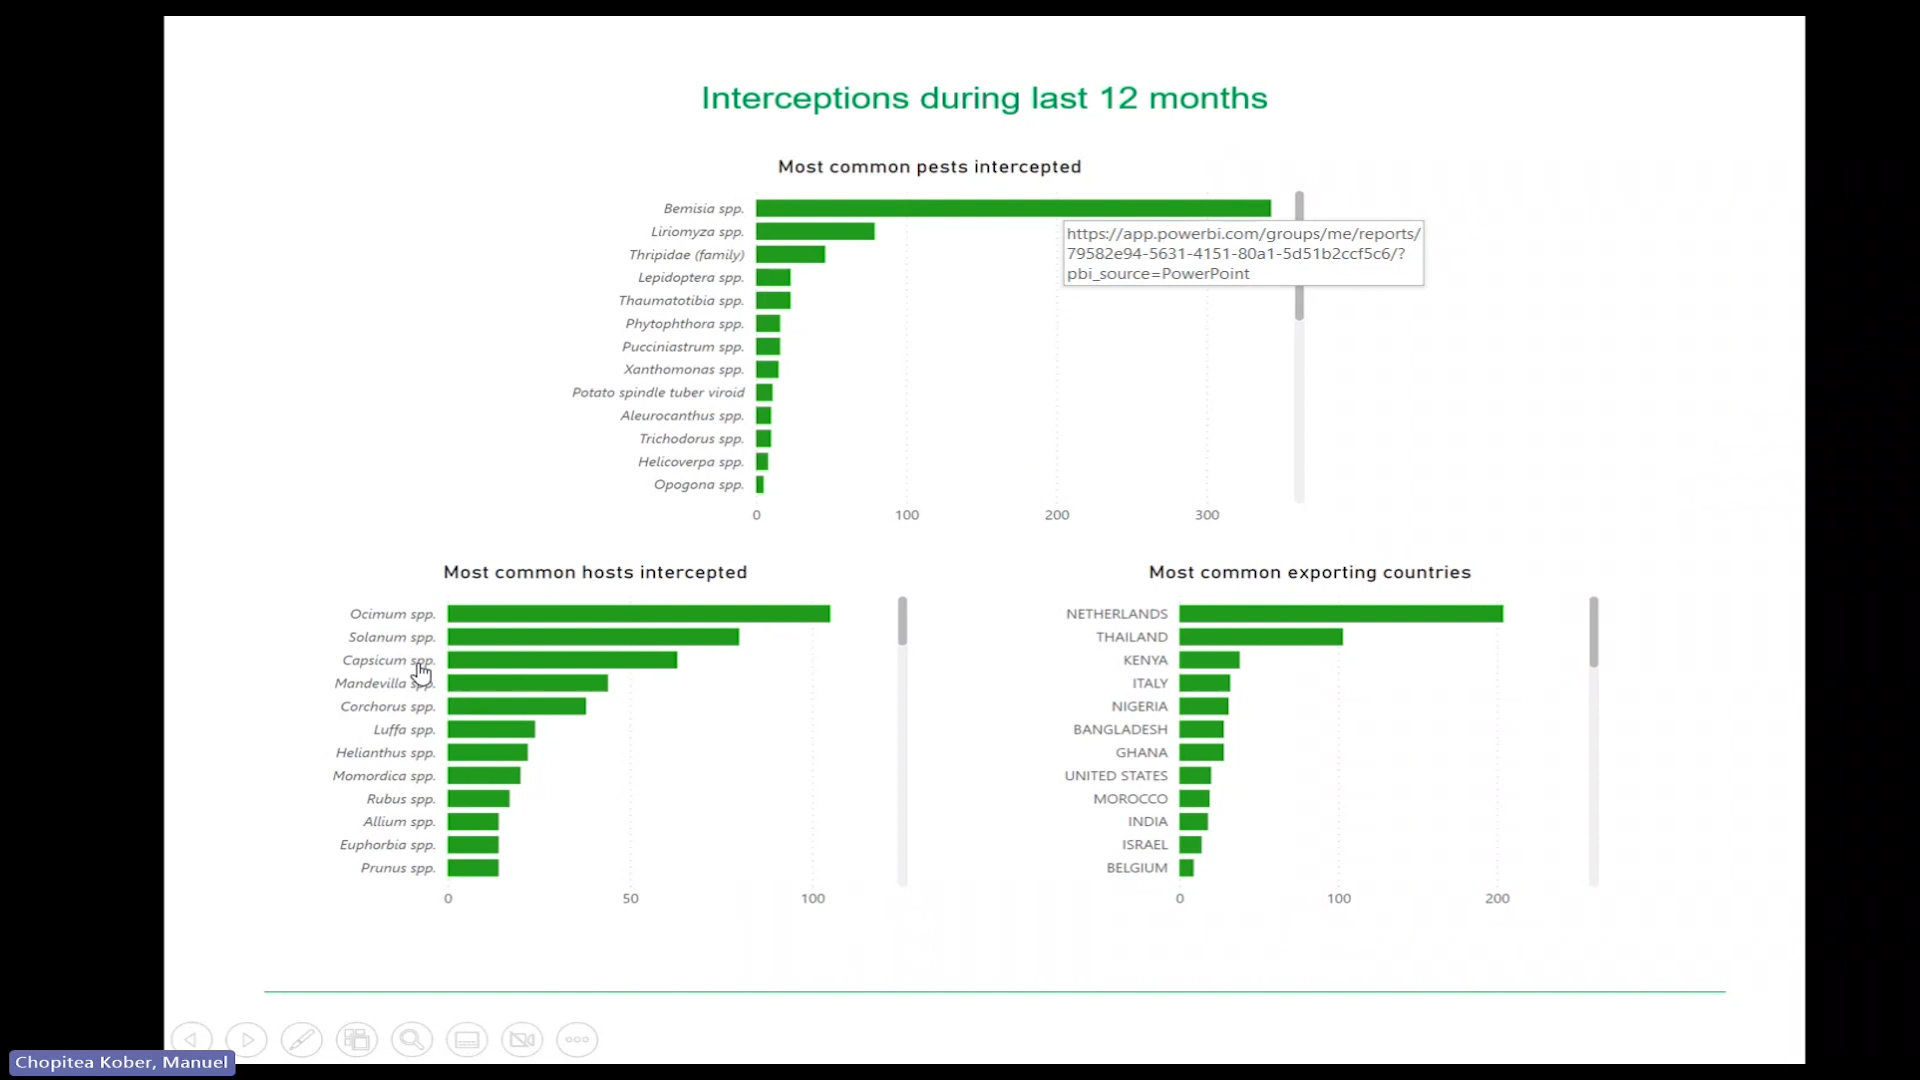 Interceptions during last 12 months
Most common pests intercepted
Bemisia spp.
Liriomyza spp.
Thripidae (family)
Lepidoptera spp.
Thaumatotibia spp.
Phytophthora spp.
Pucciniastrum spp.
Xanthomonas spp.
Potato spindle tuber viroid
Aleurocanthus spp.
Trichodorus spp.
Helicoverpa spp.
Opogona spp.
0 100 200 300
https://app.powerbi.com/groups/me/reports/
79582e94-5631-4151-80a1-5d51b2ccf5c6/?
pbi_source=PowerPoint
Most common hosts intercepted
Ocimum spp.
Solanum spp.
Capsicum spp.
Mandevilla spp.
Corchorus spp.
Luffa spp.
Helianthus spp.
Momordica spp.
Rubus spp.
Allium spp.
Euphorbia spp.
Prunus spp.
0 50 100
Most common exporting countries
NETHERLANDS
THAILAND
KENYA
ITALY
NIGERIA
BANGLADESH
GHANA
UNITED STATES
MOROCCO
INDIA
ISRAEL
BELGIUM
0 100 200
Chopitea Kober, Manuel